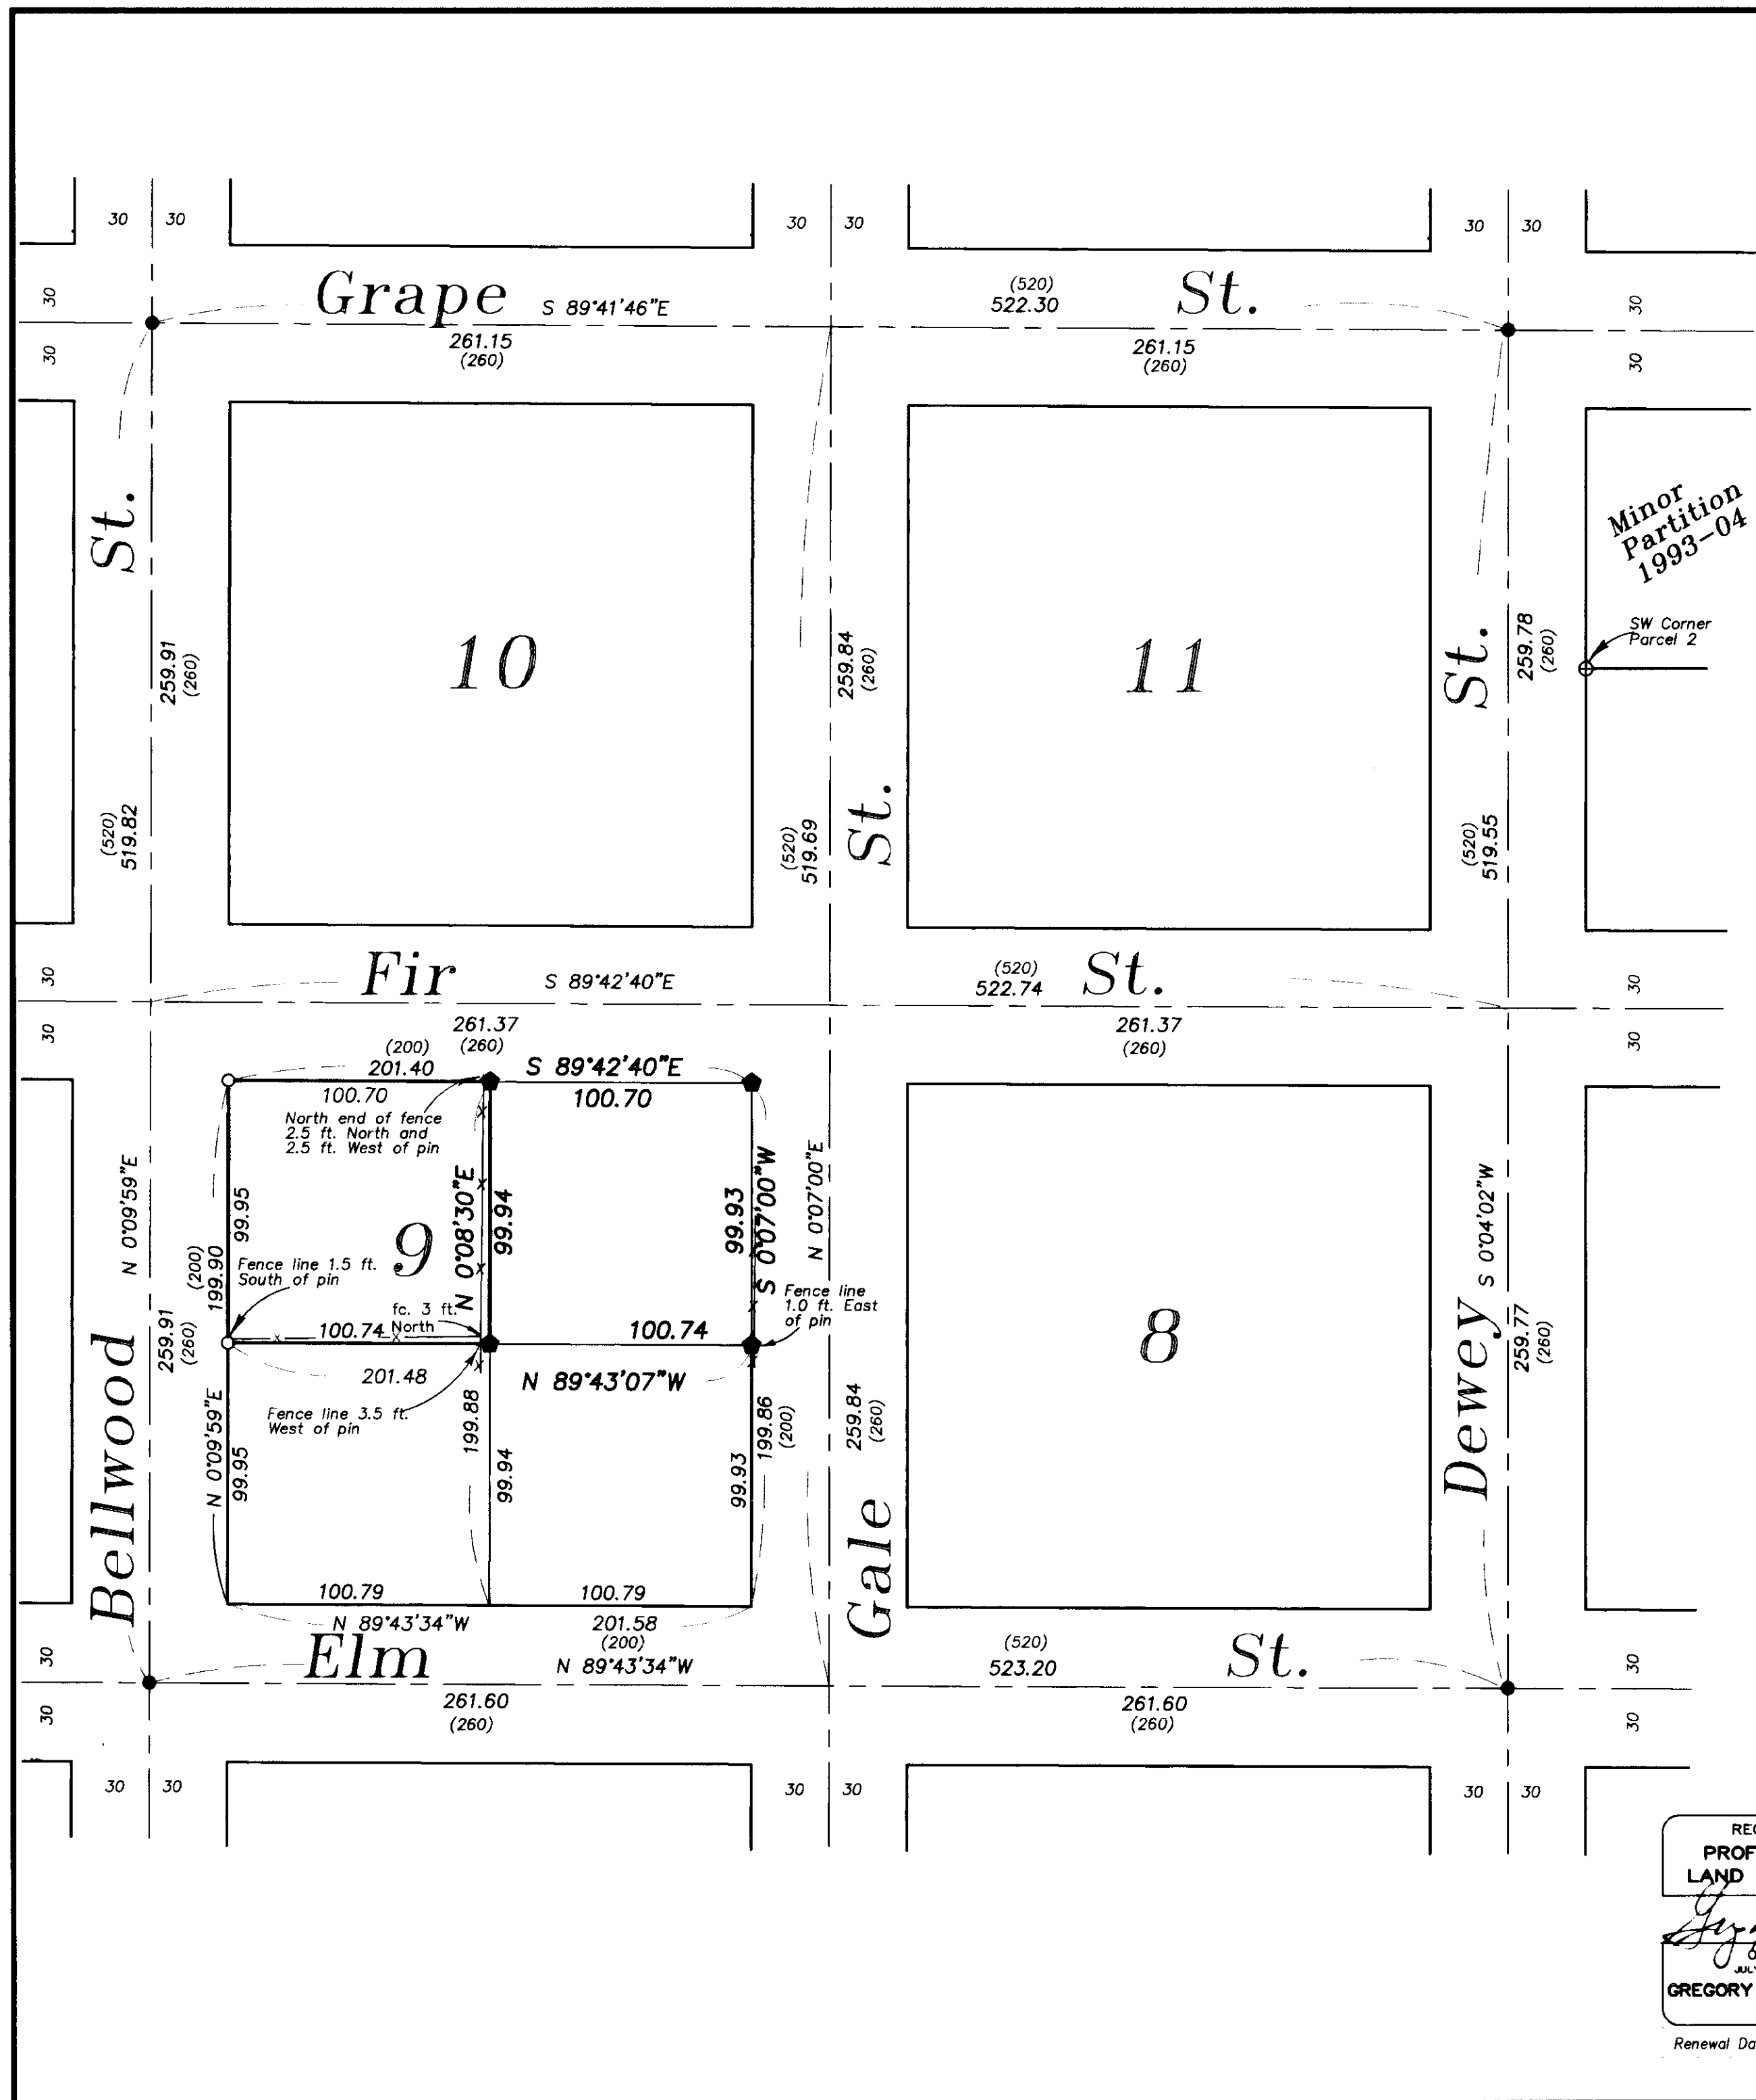 30 30
30 30
30 30
30
Grape S 89°41'46"E
(520)
522.30
St.
30
30
261.15
(260)
261.15
(260)
30
St.
Minor
Partition
1993-04
SW Corner
Parcel 2
259.91
(260)
10
259.84
(260)
11
St.
259.78
(260)
(520)
519.82
(520)
519.69
St.
(520)
519.55
30
Fir S 89°42'40"E
(520)
522.74
St.
30
30
261.37
(260)
261.37
(260)
30
(200)
201.40
S 89°42'40"E
100.70
100.70
North end of fence
2.5 ft. North and
2.5 ft. West of pin
N 0°09'59"E
99.95
(200)
199.90
9
N 0°08'30"E
99.94
99.93
S 0°07'00"W
N 0°07'00"E
S 0°04'02"W
Fence line 1.5 ft.
South of pin
fc. 3 ft.
North
Fence line
1.0 ft. East
of pin
100.74
100.74
8
259.91
(260)
201.48
N 89°43'07"W
259.77
(260)
Bellwood
Dewey
Fence line 3.5 ft.
West of pin
N 0°09'59"E
99.95
199.88
99.94
99.93
199.86
(200)
259.84
(260)
Gale
100.79
100.79
N 89°43'34"W
201.58
(200)
30
Elm N 89°43'34"W
(520)
523.20
St.
30
30
261.60
(260)
261.60
(260)
30
30 30
30 30
30 30
REG
PROF
LAND
JULY
GREGORY
Renewal Da